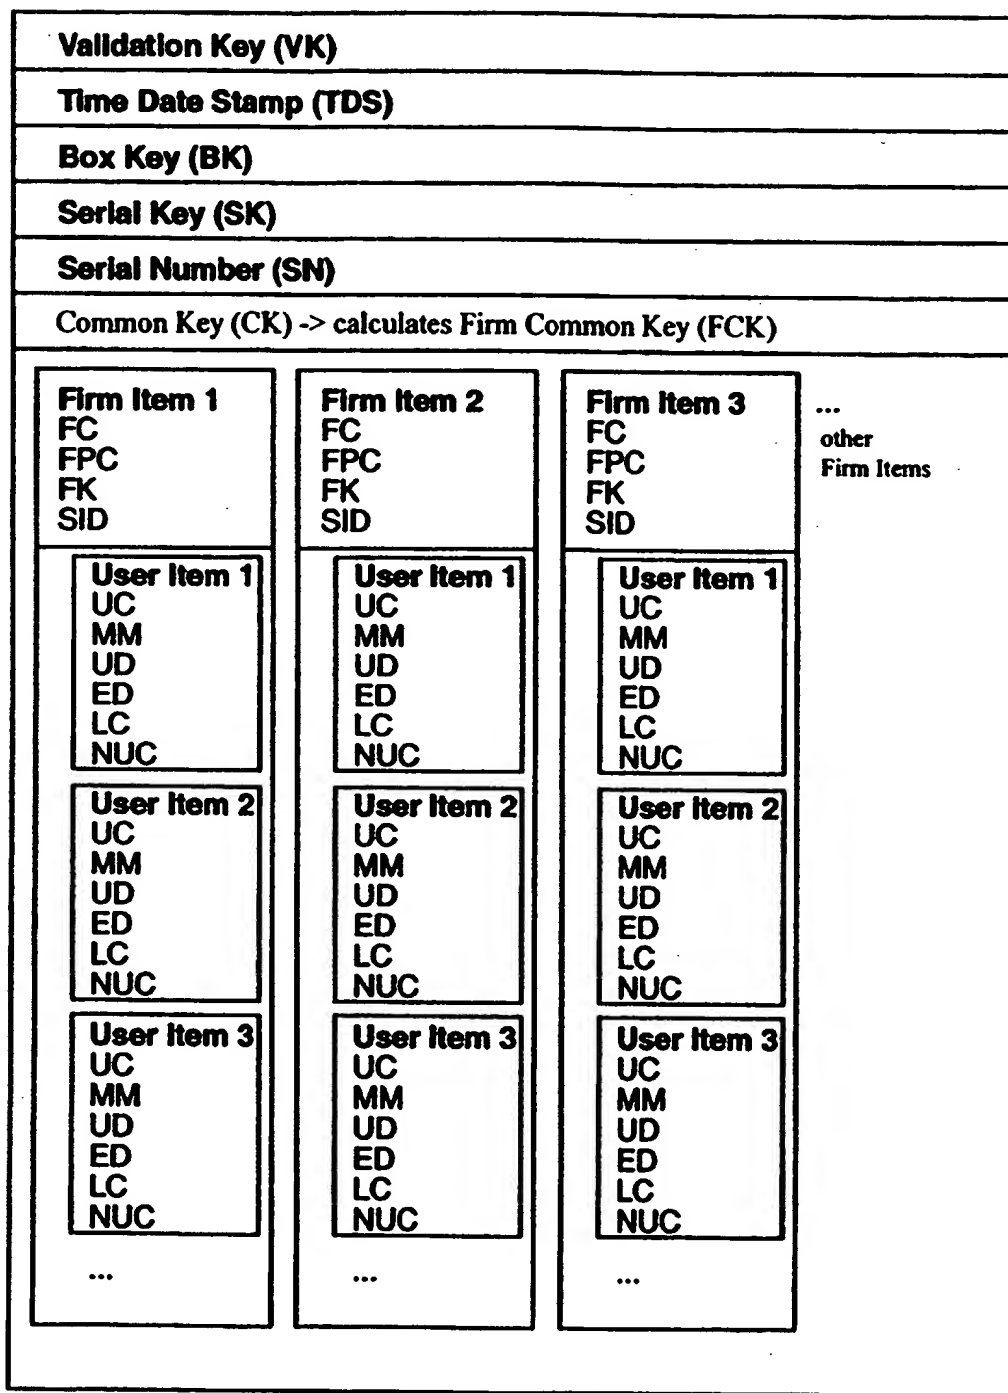 Validation Key (VK)
Time Date Stamp (TDS)
Box Key (BK)
Serial Key (SK)
Serial Number (SN)
Common Key (CK) -> calculates Firm Common Key (FCK)
Firm Item 1
FC
FPC
FK
SID
User Item 1
UC
MM
UD
ED
LC
NUC
User Item 2
UC
MM
UD
ED
LC
NUC
User Item 3
UC
MM
UD
ED
LC
NUC
...
Firm Item 2
FC
FPC
FK
SID
User Item 1
UC
MM
UD
ED
LC
NUC
User Item 2
UC
MM
UD
ED
LC
NUC
User Item 3
UC
MM
UD
ED
LC
NUC
...
Firm Item 3
FC
FPC
FK
SID
User Item 1
UC
MM
UD
ED
LC
NUC
User Item 2
UC
MM
UD
ED
LC
NUC
User Item 3
UC
MM
UD
ED
LC
NUC
...
...
other
Firm Items